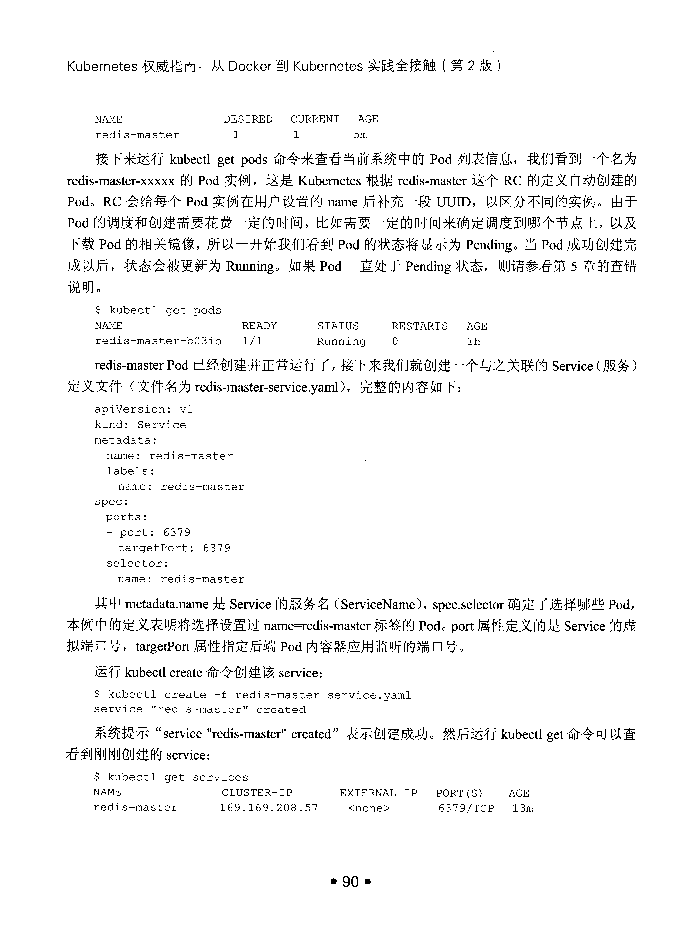 Kubernetes 权威指南：从 Docker 到 Kubernetes 实践全接触（第 2 版）
NAME DESIRED CURRENT AGE
redis-master 1 1 5m
接下来运行 kubectl get pods 命令来查看当前系统中的 Pod 列表信息，我们看到一个名为
redis-master-xxxxx 的 Pod 实例，这是 Kubernetes 根据 redis-master 这个 RC 的定义自动创建的
Pod。RC 会给每个 Pod 实例在用户设置的 name 后补充一段 UUID，以区分不同的实例。由于
Pod 的调度和创建需要花费一定的时间，比如需要一定的时间来确定调度到哪个节点上，以及
下载 Pod 的相关镜像，所以一开始我们看到 Pod 的状态将显示为 Pending。当 Pod 成功创建完
成以后，状态会被更新为 Running。如果 Pod 一直处于 Pending 状态，则请参看第 5 章的查错
说明。
$ kubectl get pods
NAME READY STATUS RESTARTS AGE
redis-master-b03io 1/1 Running 0 1h
redis-master Pod 已经创建并正常运行了，接下来我们就创建一个与之关联的 Service（服务）
定义文件（文件名为 redis-master-service.yaml），完整的内容如下：
apiVersion: v1
kind: Service
metadata:
name: redis-master
labels:
name: redis-master
spec:
ports:
- port: 6379
targetPort: 6379
selector:
name: redis-master
其中 metadata.name 是 Service 的服务名（ServiceName），spec.selector 确定了选择哪些 Pod，
本例中的定义表明将选择设置过 name=redis-master 标签的 Pod。port 属性定义的是 Service 的虚
拟端口号，targetPort 属性指定后端 Pod 内容器应用监听的端口号。
运行 kubectl create 命令创建该 service：
$ kubectl create -f redis-master-service.yaml
service "redis-master" created
系统提示“service "redis-master" created”表示创建成功。然后运行 kubectl get 命令可以查
看到刚刚创建的 service：
$ kubectl get services
NAME CLUSTER-IP EXTERNAL-IP PORT(S) AGE
redis-master 169.169.208.57 <none> 6379/TCP 13m
• 90 •